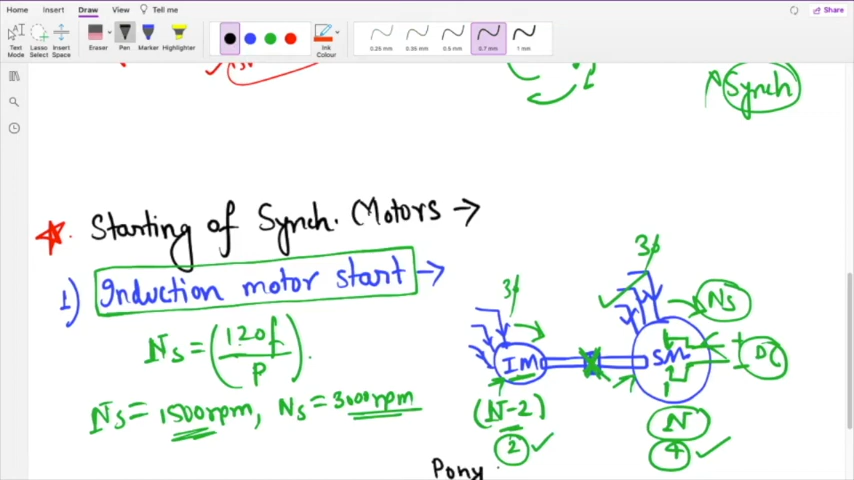 Home Insert Draw View Tell me Share
Text Mode
Lasso Select
Insert Space
Eraser
Pen
Marker
Highlighter
Ink Colour
0.25 mm
0.35 mm
0.5 mm
0.7 mm
1 mm
Synch
Starting of Synch. Motors →
1) Induction motor start →
Ns = (120f / P).
Ns = 1500rpm, Ns = 3000rpm
3ϕ
3ϕ
Ns
IM
SM
+
-
DC
(N-2)
N
2 ✓
4 ✓
Pony